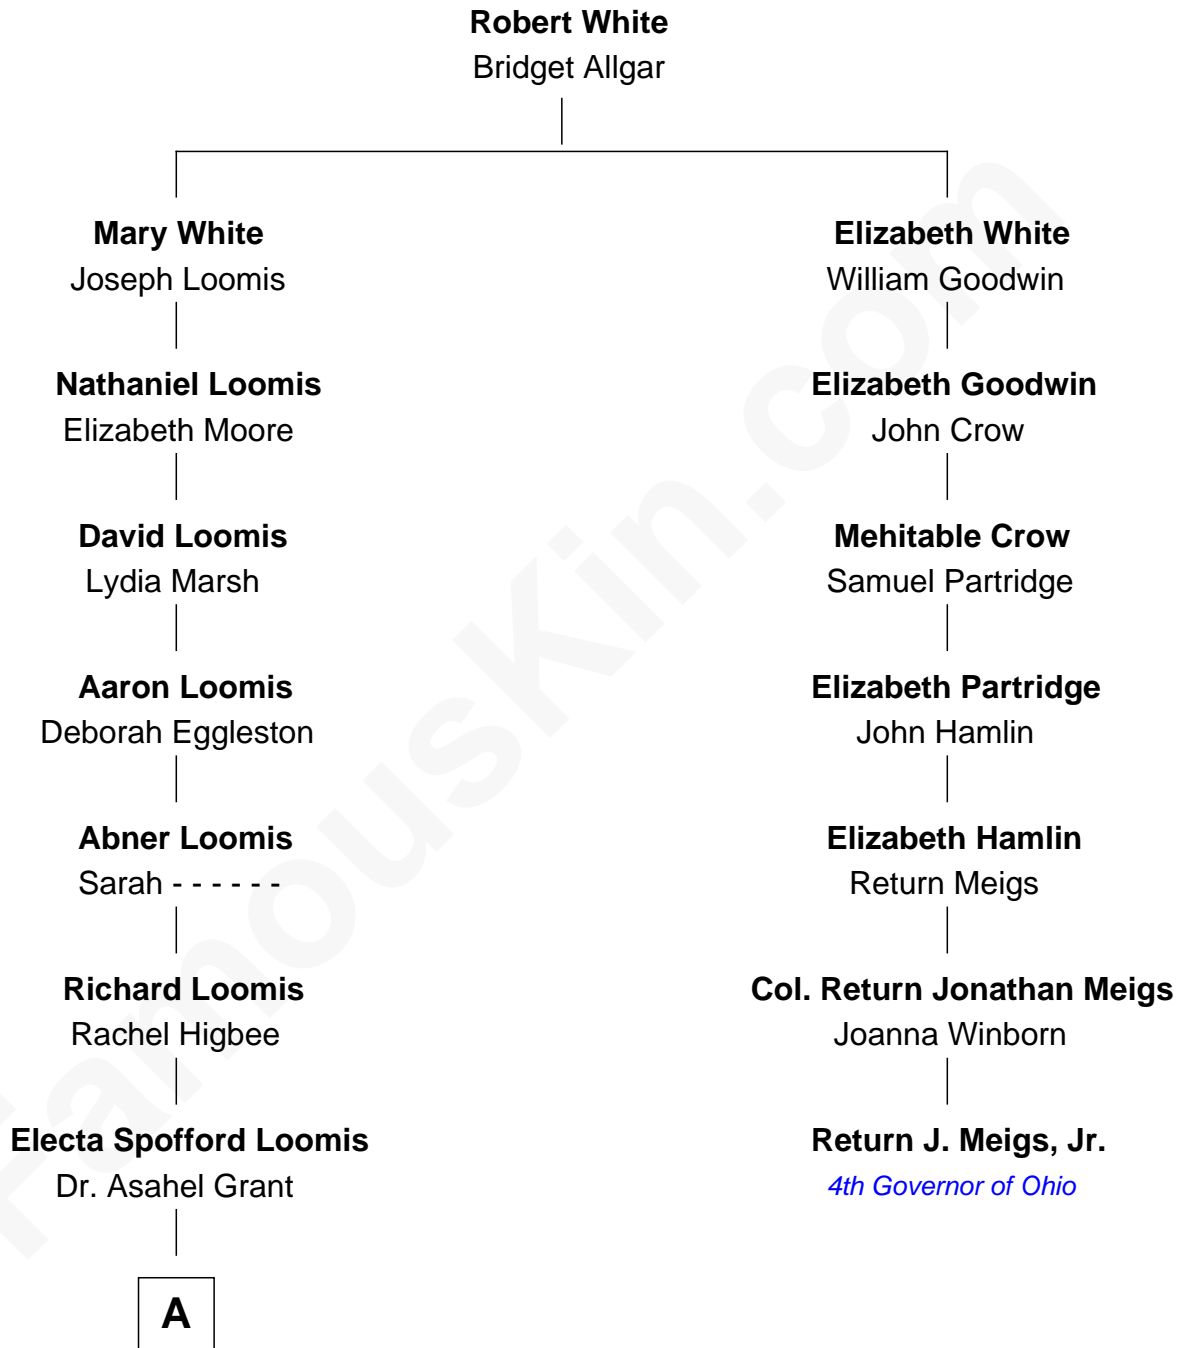 Robert White
Bridget Allgar
Mary White
Joseph Loomis
Elizabeth White
William Goodwin
Nathaniel Loomis
Elizabeth Moore
Elizabeth Goodwin
John Crow
David Loomis
Lydia Marsh
Mehitable Crow
Samuel Partridge
Aaron Loomis
Deborah Eggleston
Elizabeth Partridge
John Hamlin
Abner Loomis
Sarah - - - - - -
Elizabeth Hamlin
Return Meigs
Richard Loomis
Rachel Higbee
Col. Return Jonathan Meigs
Joanna Winborn
Electa Spofford Loomis
Dr. Asahel Grant
Return J. Meigs, Jr.
4th Governor of Ohio
A
FamousKin.com